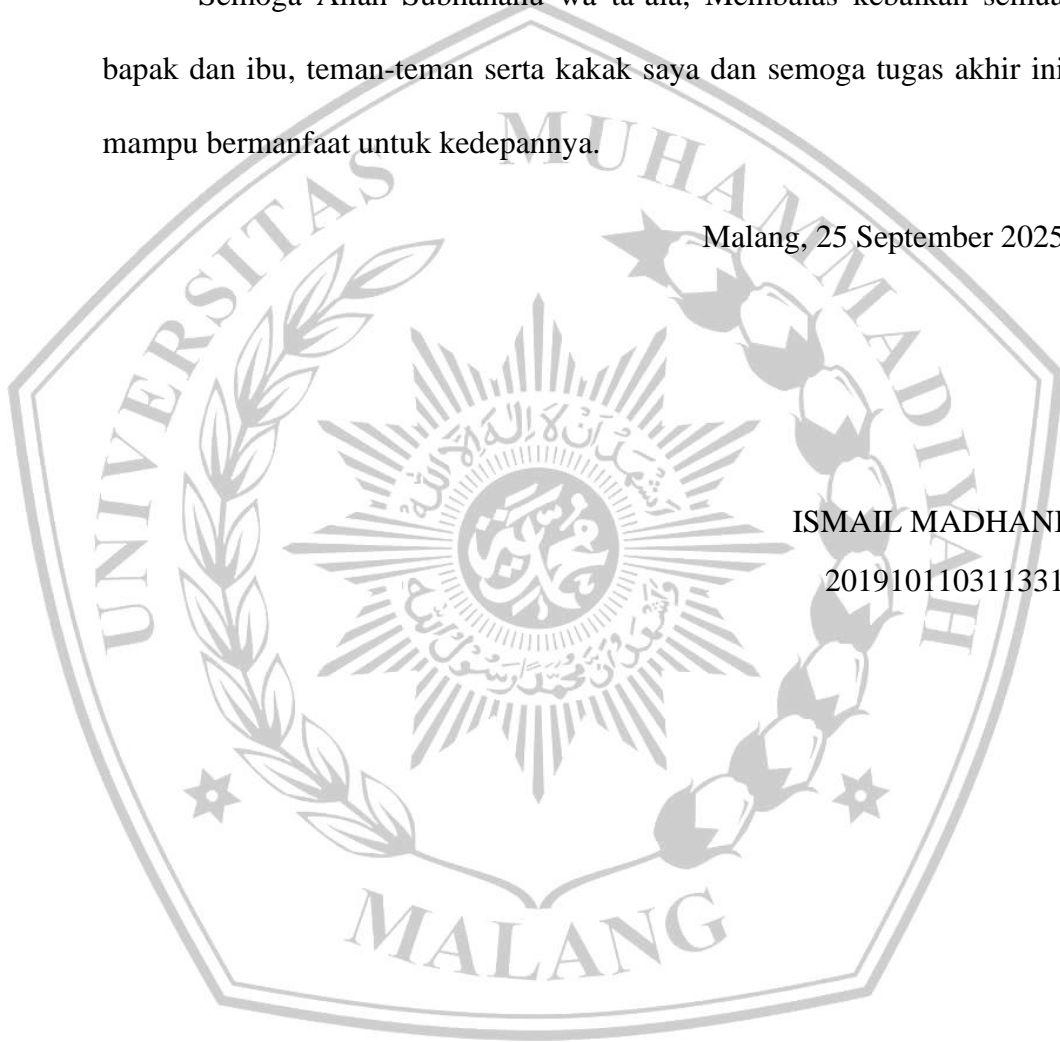 Semoga Allah Subhanahu wa ta'ala, Membalas kebaikan semua
bapak dan ibu, teman-teman serta kakak saya dan semoga tugas akhir ini
mampu bermanfaat untuk kedepannya.
Malang, 25 September 2025
ISMAIL MADHANI
201910110311331
UNIVERSITAS MUHAMMADIYAH
MALANG